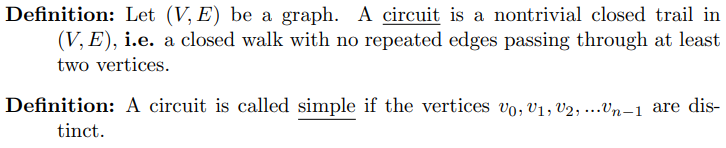 Definition: Let (V, E) be a graph. A circuit is a nontrivial closed trail in
(V, E), i.e. a closed walk with no repeated edges passing through at least
two vertices.
Definition: A circuit is called simple if the vertices v₀, v₁, v₂, ...vₙ₋₁ are dis-
tinct.